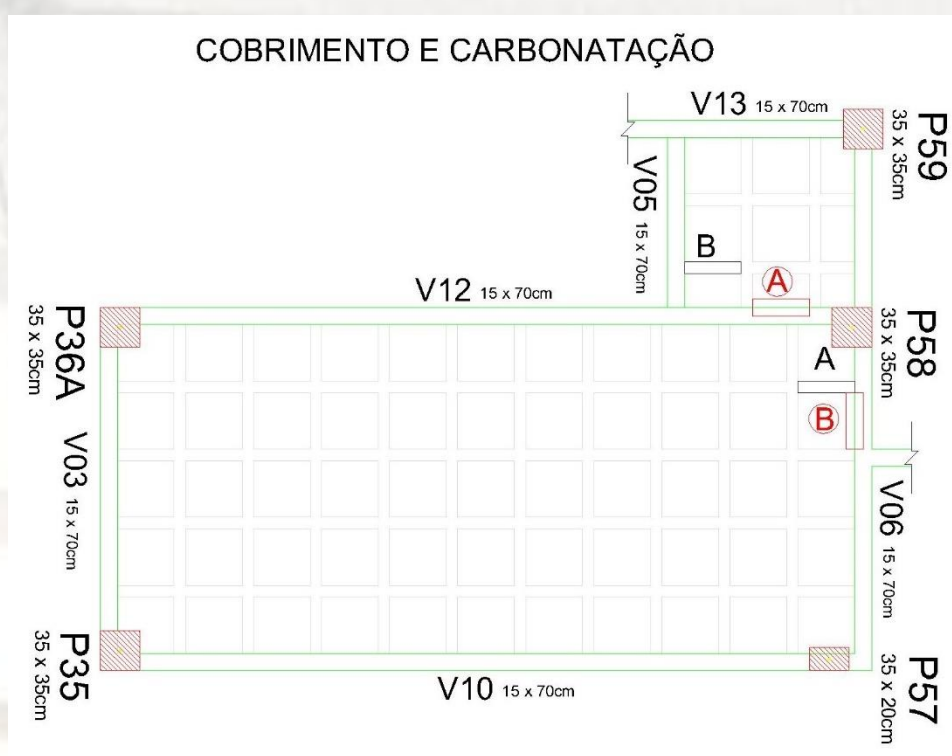 COBRIMENTO E CARBONATAÇÃO
V13 15 x 70cm
P59
35 x 35cm
V05 15 x 70cm
B
A
V12 15 x 70cm
P36A
35 x 35cm
P58
35 x 35cm
A
B
V03 15 x 70cm
V06 15 x 70cm
P35
35 x 35cm
V10 15 x 70cm
P57
35 x 20cm